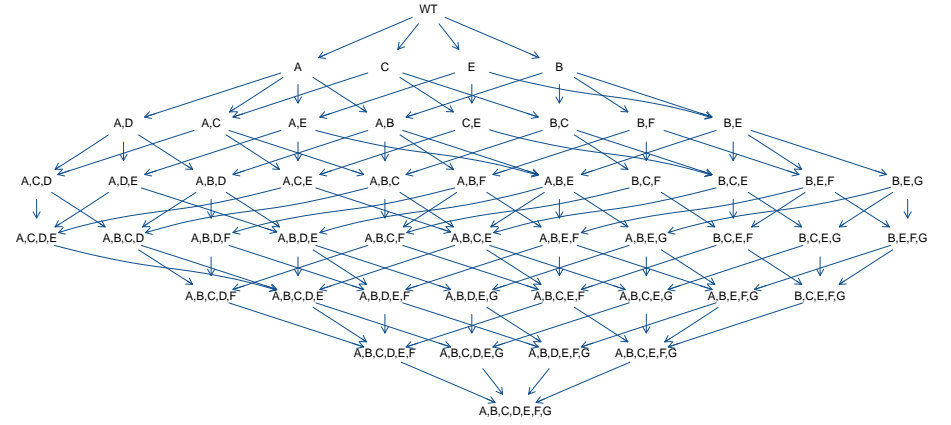 WT
A C E B
A,D A,C A,E A,B C,E B,C B,F B,E
A,C,D A,D,E A,B,D A,C,E A,B,C A,B,F A,B,E B,C,F B,C,E B,E,F B,E,G
A,C,D,E A,B,C,D A,B,D,F A,B,D,E A,B,C,F A,B,C,E A,B,E,F A,B,E,G B,C,E,F B,C,E,G B,E,F,G
A,B,C,D,F A,B,C,D,E A,B,D,E,F A,B,D,E,G A,B,C,E,F A,B,C,E,G A,B,E,F,G B,C,E,F,G
A,B,C,D,E,F A,B,C,D,E,G A,B,D,E,F,G A,B,C,E,F,G
A,B,C,D,E,F,G